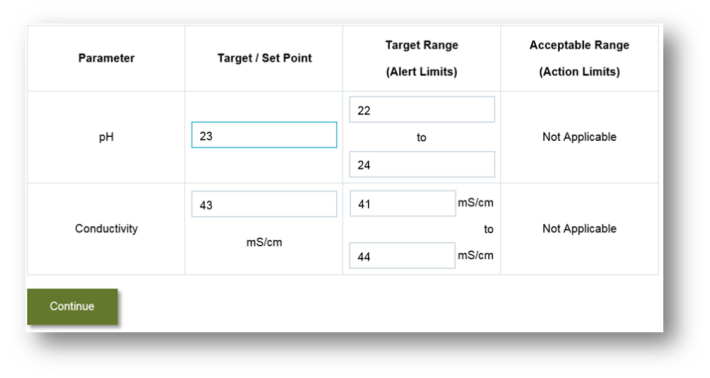 Parameter
Target / Set Point
Target Range
(Alert Limits)
Acceptable Range
(Action Limits)
pH
23
22
to
24
Not Applicable
Conductivity
43
mS/cm
41 mS/cm
to
44 mS/cm
Not Applicable
Continue